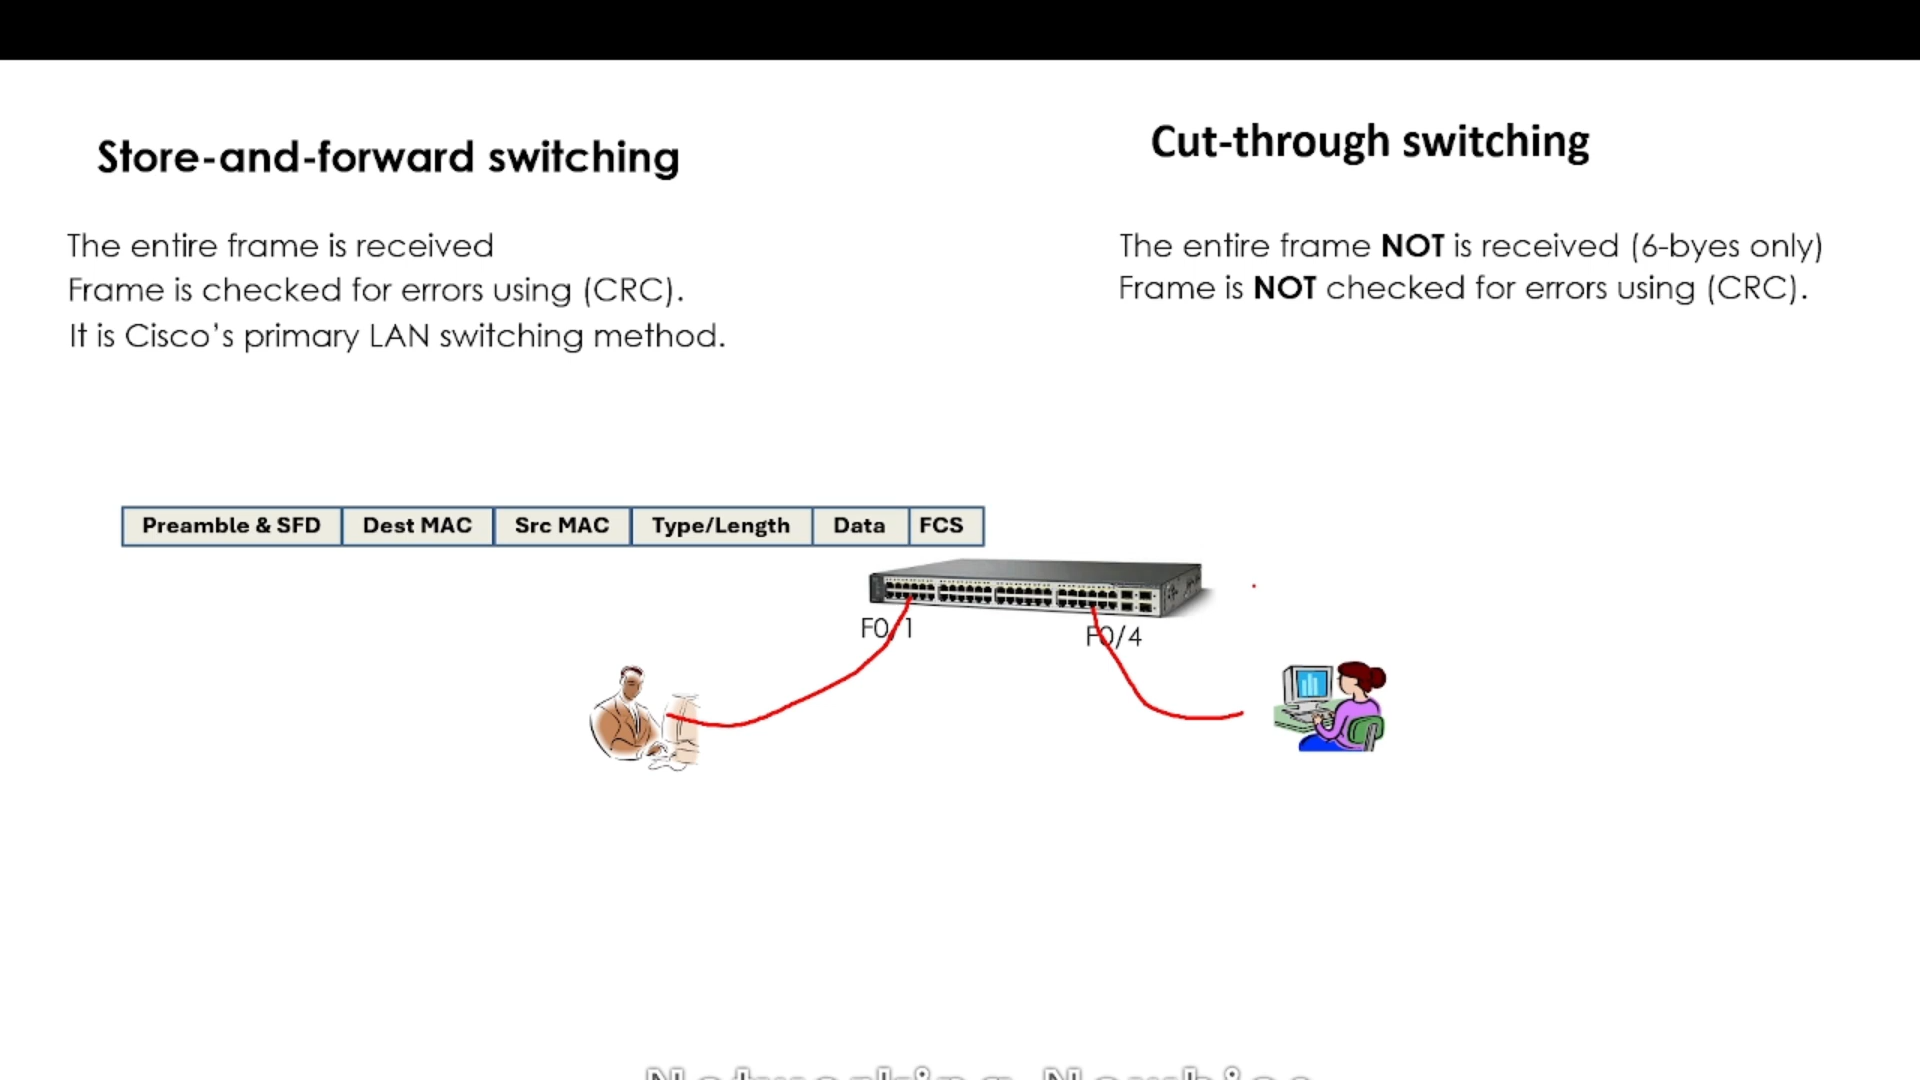 Store-and-forward switching
The entire frame is received
Frame is checked for errors using (CRC).
It is Cisco's primary LAN switching method.
Cut-through switching
The entire frame NOT is received (6-byes only)
Frame is NOT checked for errors using (CRC).
Preamble & SFD Dest MAC Src MAC Type/Length Data FCS
F0/1
F0/4